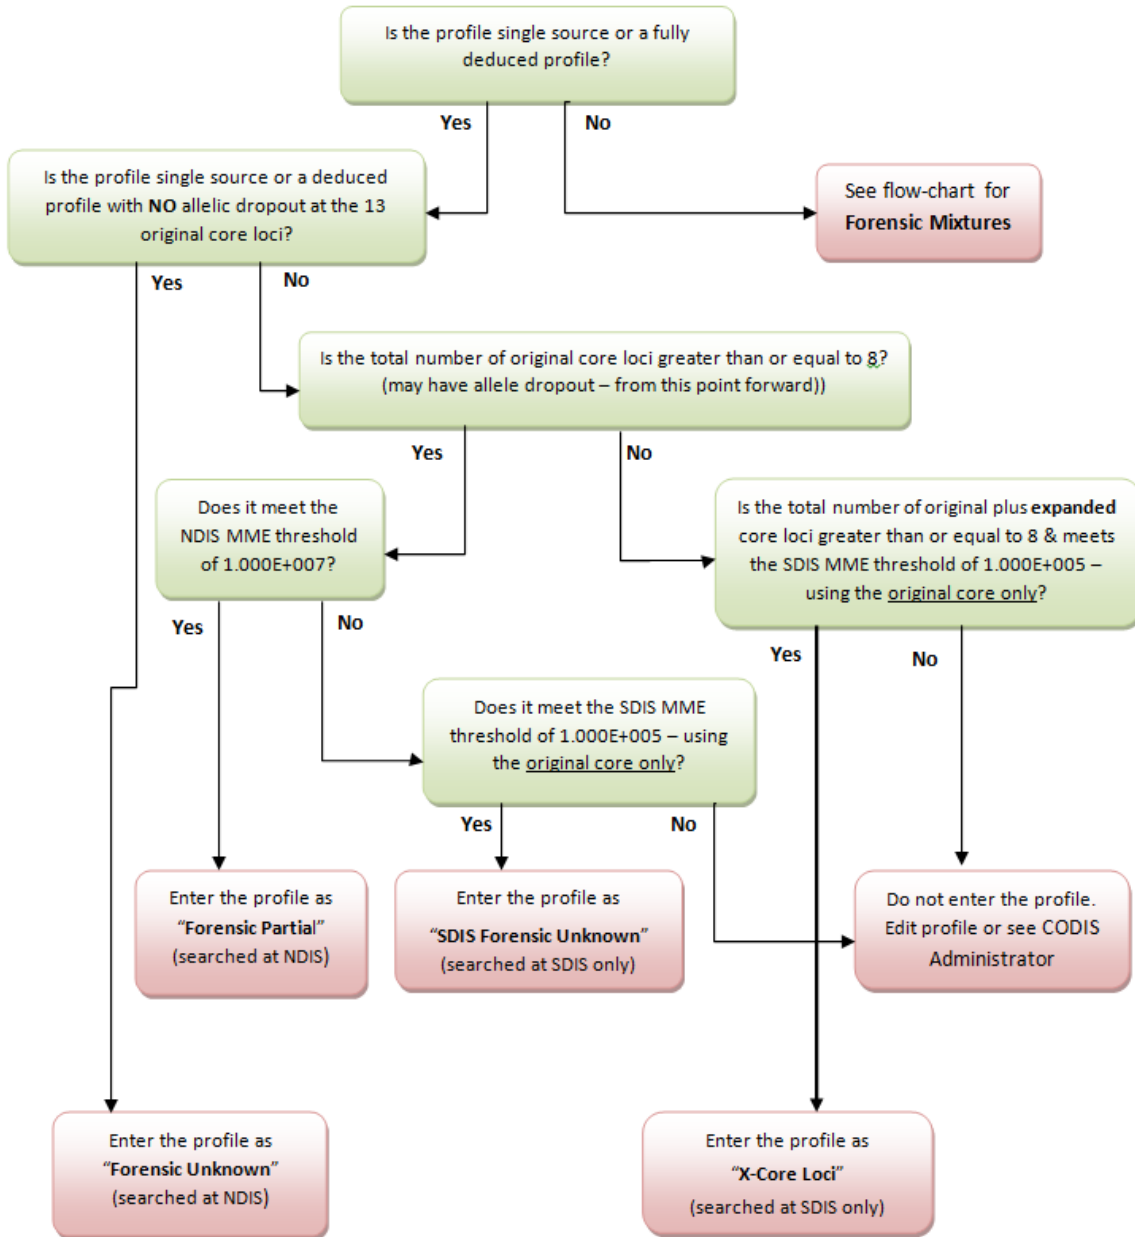 Is the profile single source or a fully
deduced profile?
Yes
No
Is the profile single source or a deduced
profile with NO allelic dropout at the 13
original core loci?
See flow-chart for
Forensic Mixtures
Yes
No
Is the total number of original core loci greater than or equal to 8?
(may have allele dropout – from this point forward))
Yes
No
Does it meet the
NDIS MME threshold
of 1.000E+007?
Is the total number of original plus expanded
core loci greater than or equal to 8 & meets
the SDIS MME threshold of 1.000E+005 –
using the original core only?
Yes
No
Yes
No
Does it meet the SDIS MME
threshold of 1.000E+005 – using
the original core only?
Yes
No
Enter the profile as
“Forensic Partial”
(searched at NDIS)
Enter the profile as
“SDIS Forensic Unknown”
(searched at SDIS only)
Do not enter the profile.
Edit profile or see CODIS
Administrator
Enter the profile as
“Forensic Unknown”
(searched at NDIS)
Enter the profile as
“X-Core Loci”
(searched at SDIS only)